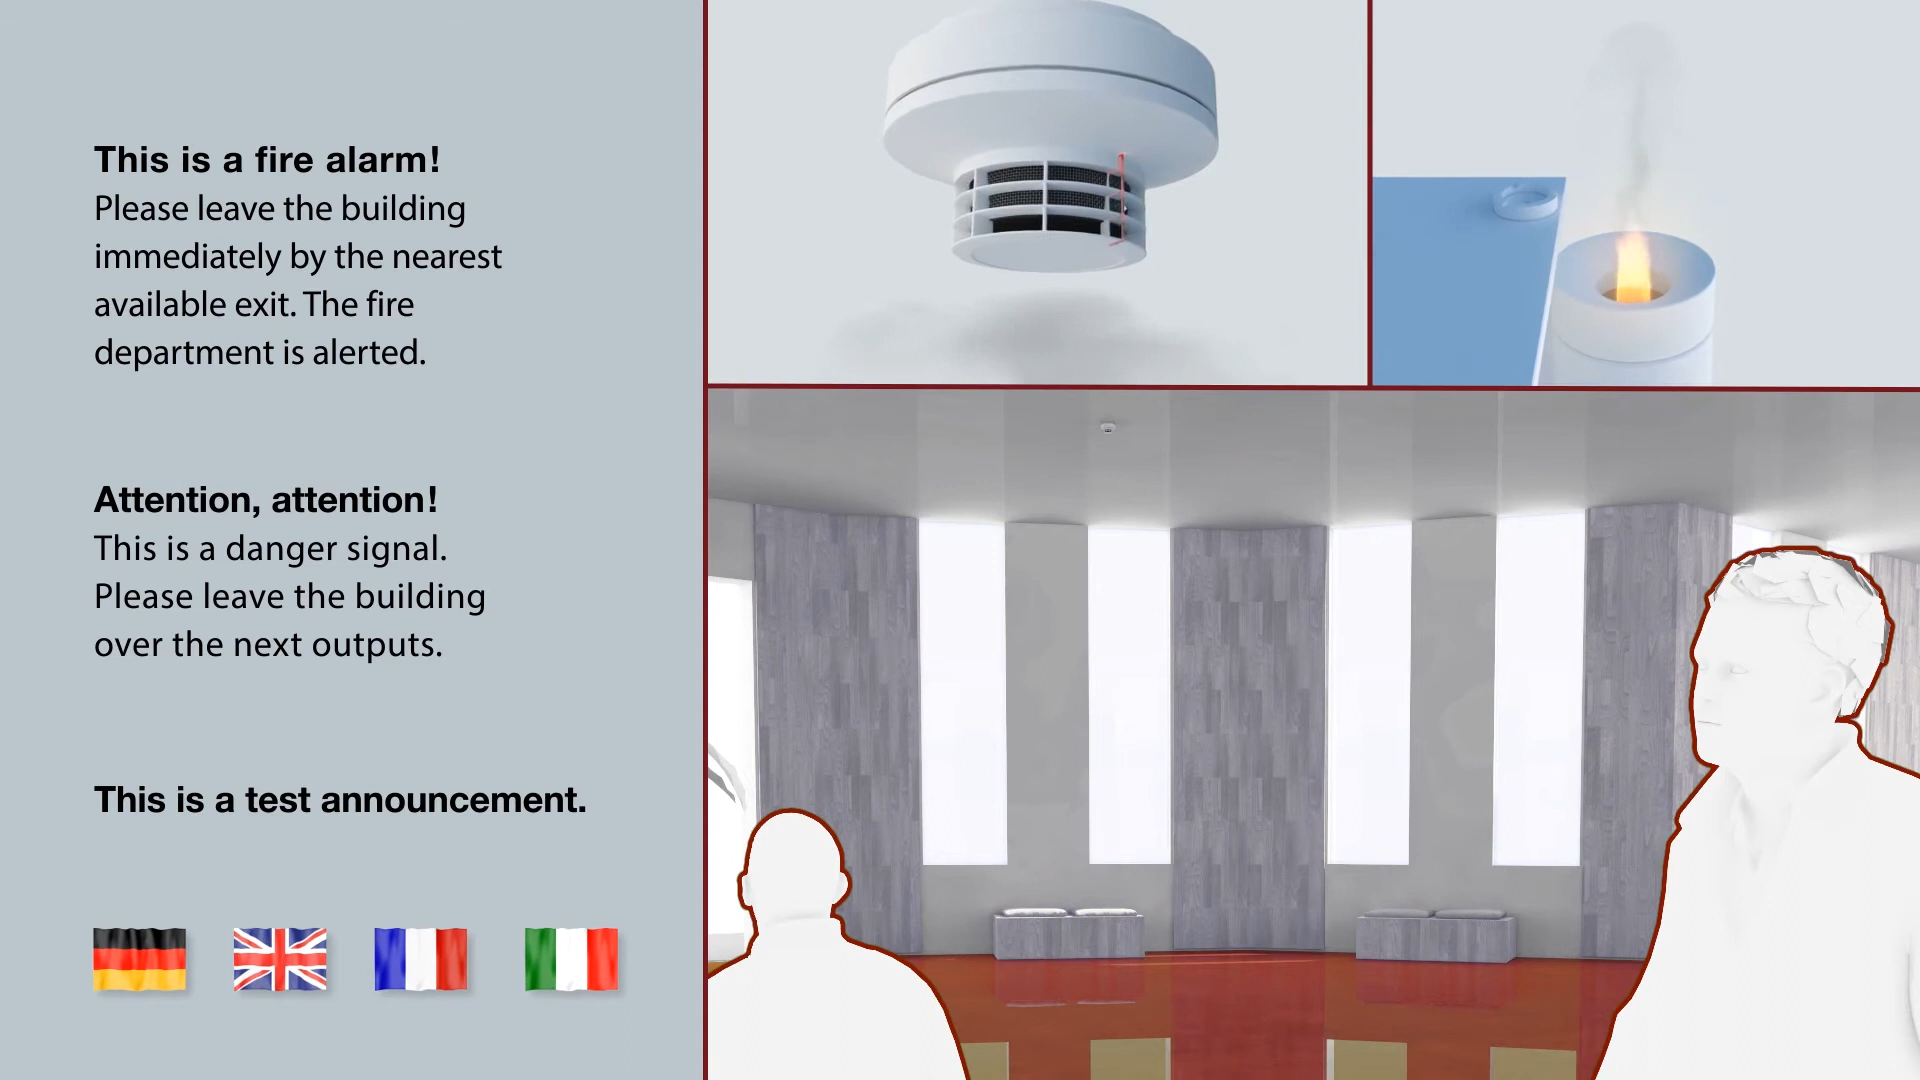 This is a fire alarm!
Please leave the building
immediately by the nearest
available exit. The fire
department is alerted.
Attention, attention!
This is a danger signal.
Please leave the building
over the next outputs.
This is a test announcement.